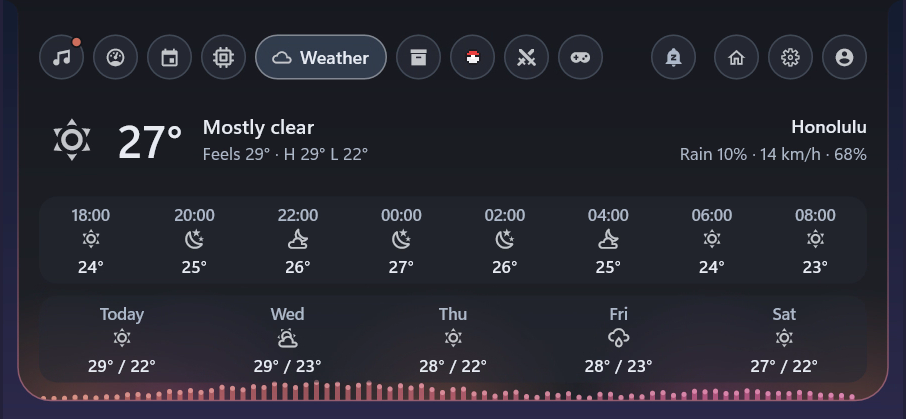 Weather
27°
Mostly clear
Feels 29° · H 29° L 22°
Honolulu
Rain 10% · 14 km/h · 68%
18:00 20:00 22:00 00:00 02:00 04:00 06:00 08:00
24° 25° 26° 27° 26° 25° 24° 23°
Today Wed Thu Fri Sat
29° / 22° 29° / 23° 28° / 22° 28° / 23° 27° / 22°